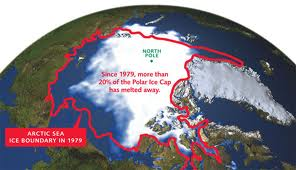 NORTH
POLE
Since 1979, more than
20% of the Polar Ice Cap
has melted away.
ARCTIC SEA
ICE BOUNDARY IN 1979